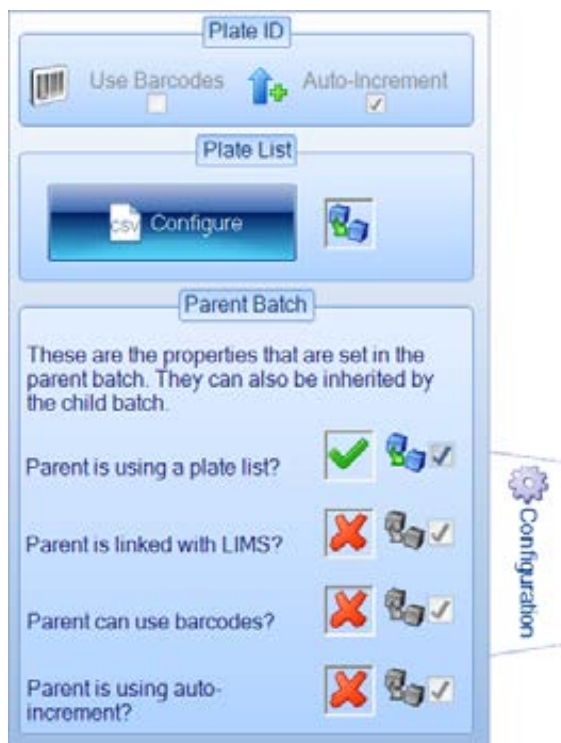 Plate ID
Use Barcodes
Auto-Increment
Plate List
CSV Configure
Parent Batch
These are the properties that are set in the
parent batch. They can also be inherited by
the child batch.
Parent is using a plate list?
Parent is linked with LIMS?
Parent can use barcodes?
Parent is using auto-
increment?
Configuration